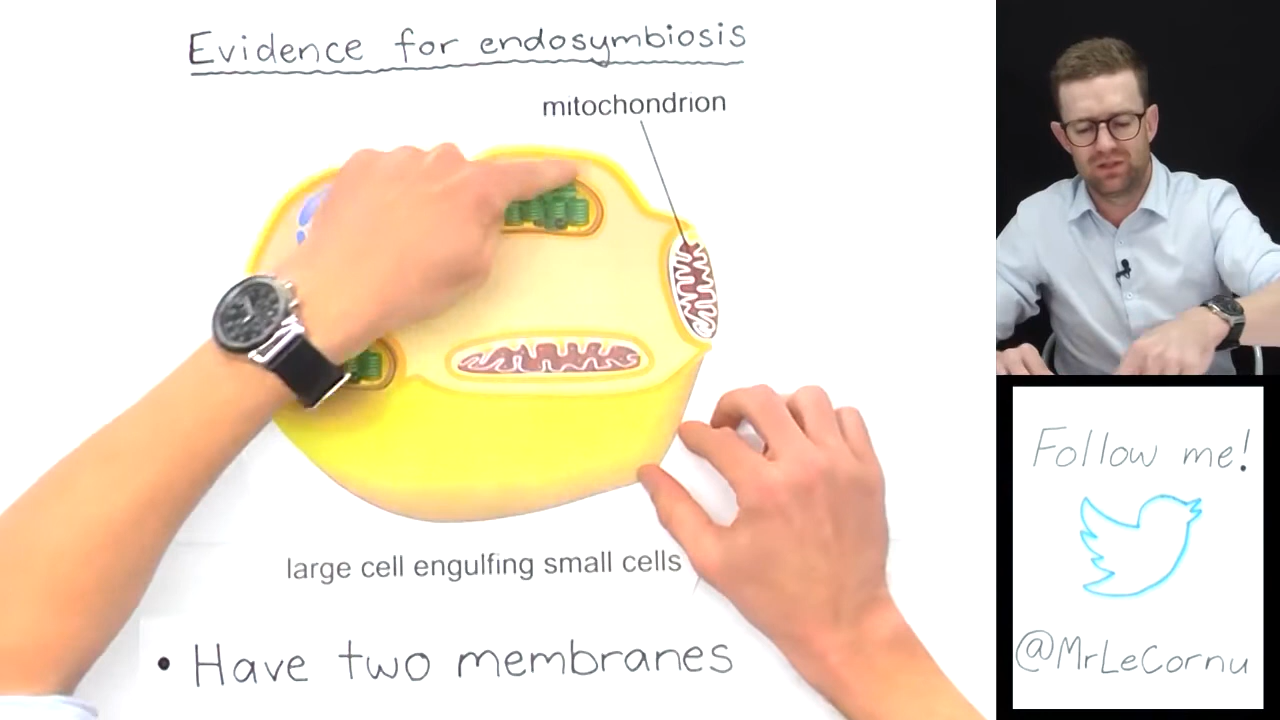 Evidence for endosymbiosis
mitochondrion
large cell engulfing small cells
• Have two membranes
Follow me!
@MrLeCornu